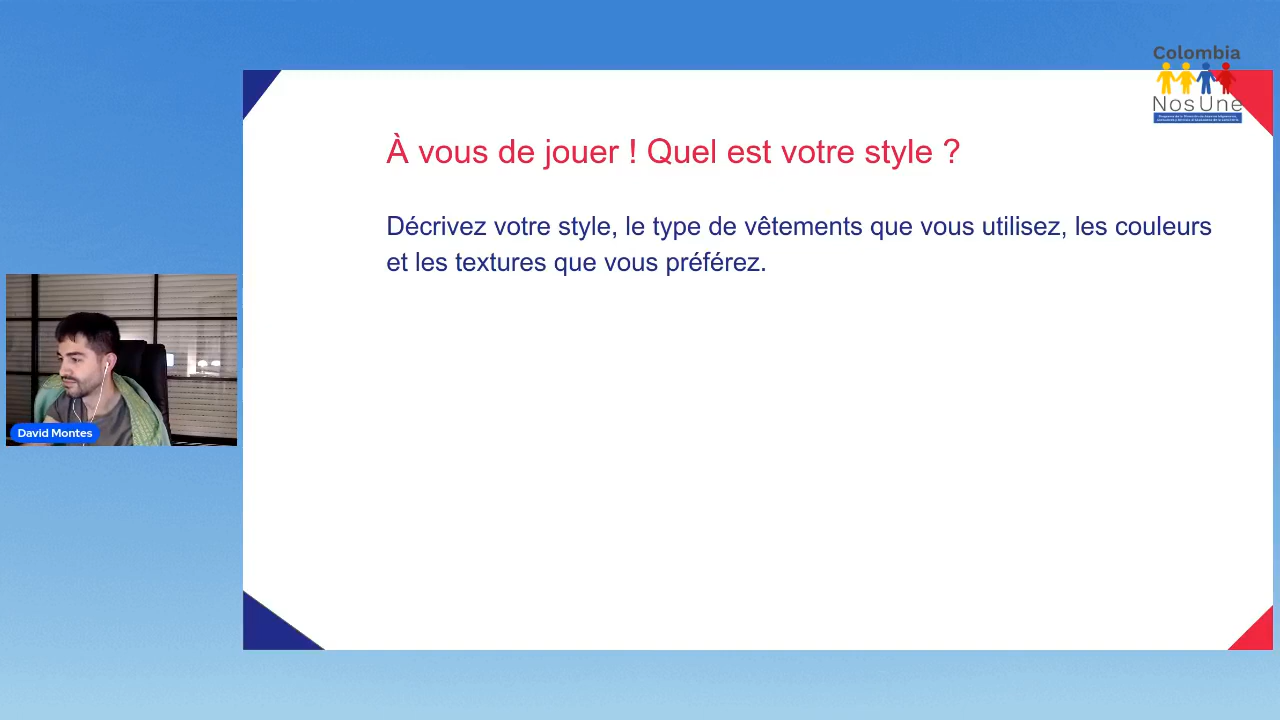 Colombia
NosUne
À vous de jouer ! Quel est votre style ?
Décrivez votre style, le type de vêtements que vous utilisez, les couleurs
et les textures que vous préférez.
David Montes